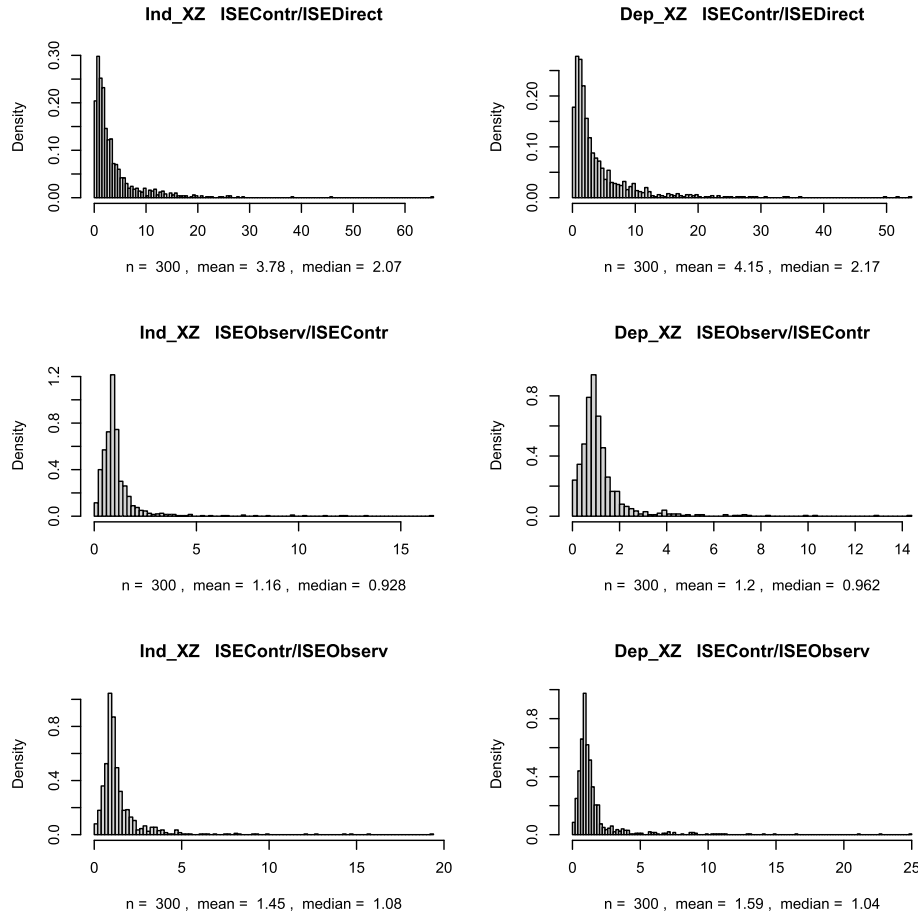 Ind_XZ ISEContr/ISEDirect
Density
0.00 0.10 0.20 0.30
0 10 20 30 40 50 60
n = 300 , mean = 3.78 , median = 2.07
Dep_XZ ISEContr/ISEDirect
Density
0.00 0.10 0.20
0 10 20 30 40 50
n = 300 , mean = 4.15 , median = 2.17
Ind_XZ ISEObserv/ISEContr
Density
0.0 0.4 0.8 1.2
0 5 10 15
n = 300 , mean = 1.16 , median = 0.928
Dep_XZ ISEObserv/ISEContr
Density
0.0 0.4 0.8
0 2 4 6 8 10 12 14
n = 300 , mean = 1.2 , median = 0.962
Ind_XZ ISEContr/ISEObserv
Density
0.0 0.4 0.8
0 5 10 15 20
n = 300 , mean = 1.45 , median = 1.08
Dep_XZ ISEContr/ISEObserv
Density
0.0 0.4 0.8
0 5 10 15 20 25
n = 300 , mean = 1.59 , median = 1.04